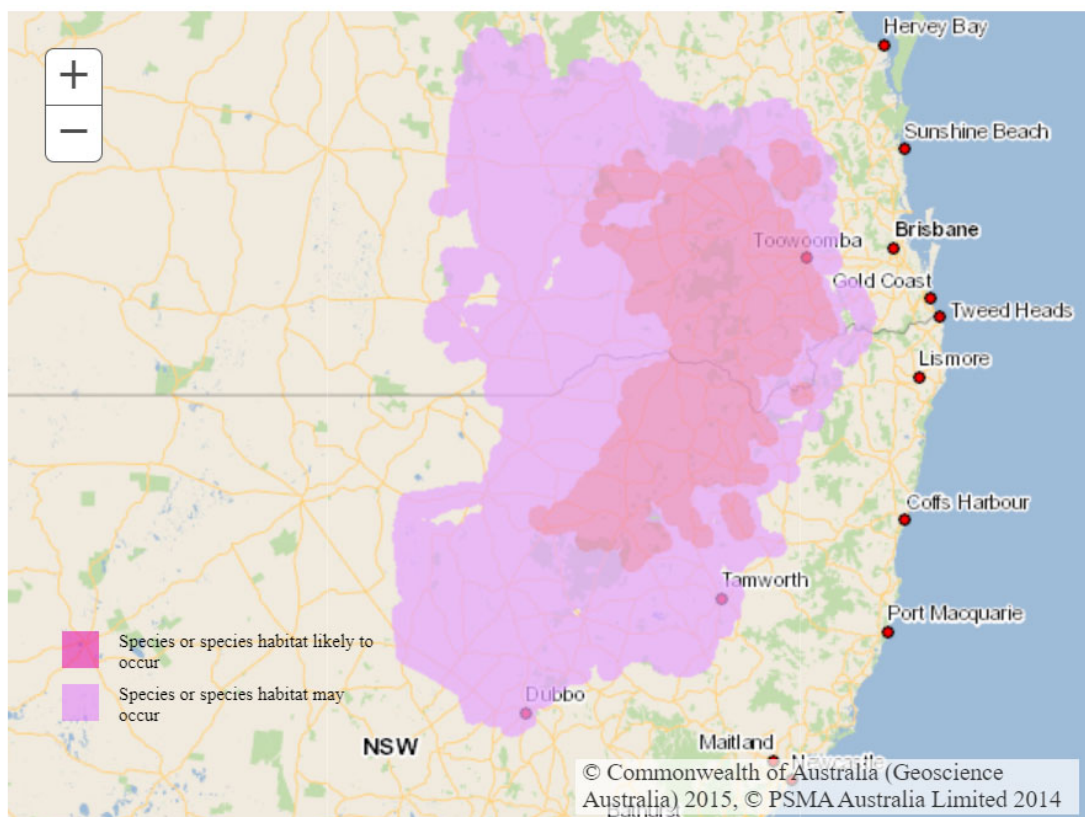 Hervey Bay
+
−
Sunshine Beach
Brisbane
Toowoomba
Gold Coast
Tweed Heads
Lismore
Coffs Harbour
Tamworth
Port Macquarie
Species or species habitat likely to
occur
Species or species habitat may
occur
Dubbo
NSW
Maitland
Newcastle
© Commonwealth of Australia (Geoscience
Australia) 2015, © PSMA Australia Limited 2014
Bathurst